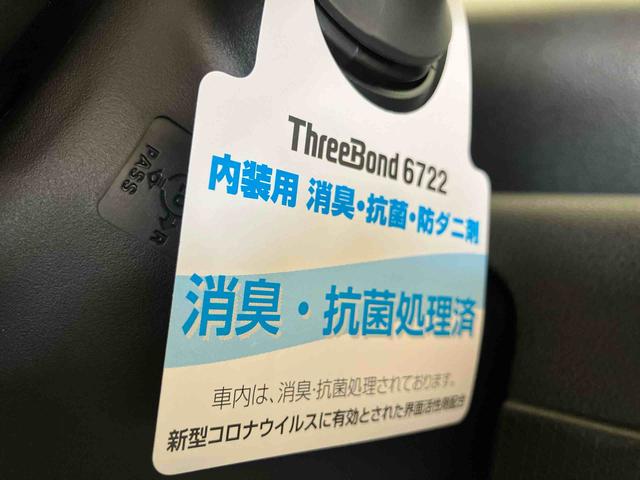 ThreeBond 6722
内装用 消臭・抗菌・防ダニ剤
消臭・抗菌処理済
車内は、消臭・抗菌処理されております。
新型コロナウイルスに有効とされた界面活性剤配合
PASS
R